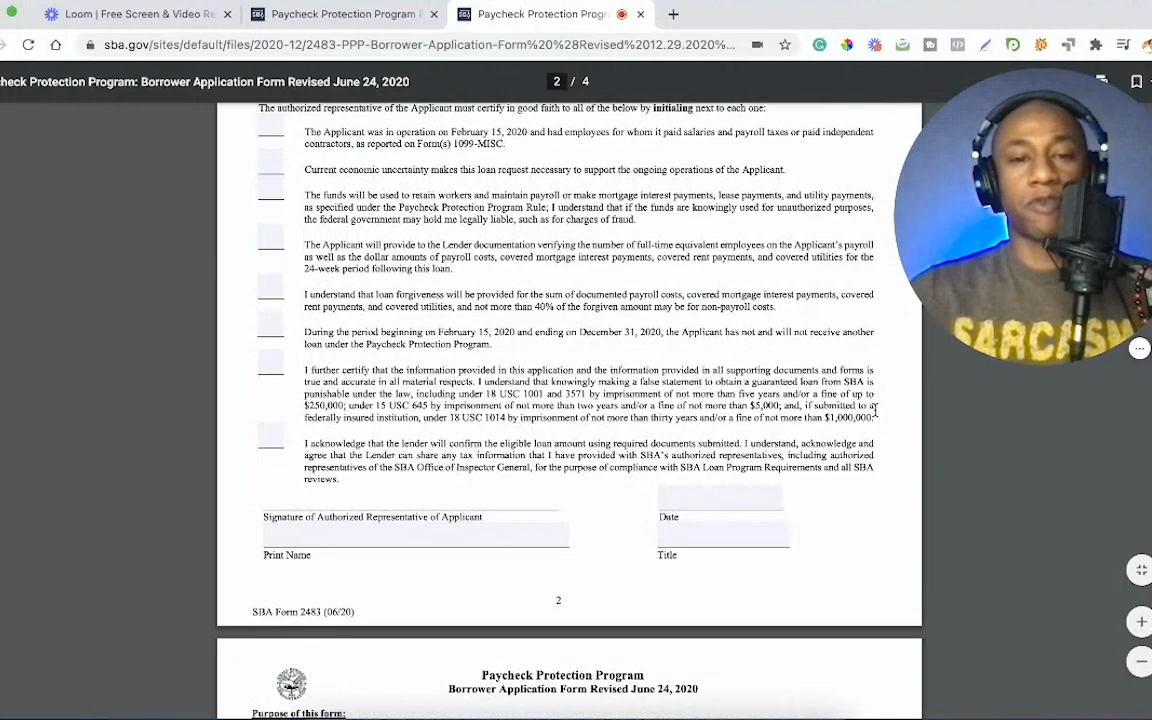 Loom | Free Screen & Video Re
Paycheck Protection Program
Paycheck Protection Progr
sba.gov/sites/default/files/2020-12/2483-PPP-Borrower-Application-Form%20%28Revised%2012.29.2020%...
check Protection Program: Borrower Application Form Revised June 24, 2020
2 / 4
The authorized representative of the Applicant must certify in good faith to all of the below by initialing next to each one:
The Applicant was in operation on February 15, 2020 and had employees for whom it paid salaries and payroll taxes or paid independent
contractors, as reported on Form(s) 1099-MISC.
Current economic uncertainty makes this loan request necessary to support the ongoing operations of the Applicant.
The funds will be used to retain workers and maintain payroll or make mortgage interest payments, lease payments, and utility payments,
as specified under the Paycheck Protection Program Rule; I understand that if the funds are knowingly used for unauthorized purposes,
the federal government may hold me legally liable, such as for charges of fraud.
The Applicant will provide to the Lender documentation verifying the number of full-time equivalent employees on the Applicant's payroll
as well as the dollar amounts of payroll costs, covered mortgage interest payments, covered rent payments, and covered utilities for the
24-week period following this loan.
I understand that loan forgiveness will be provided for the sum of documented payroll costs, covered mortgage interest payments, covered
rent payments, and covered utilities, and not more than 40% of the forgiven amount may be for non-payroll costs.
During the period beginning on February 15, 2020 and ending on December 31, 2020, the Applicant has not and will not receive another
loan under the Paycheck Protection Program.
I further certify that the information provided in this application and the information provided in all supporting documents and forms is
true and accurate in all material respects. I understand that knowingly making a false statement to obtain a guaranteed loan from SBA is
punishable under the law, including under 18 USC 1001 and 3571 by imprisonment of not more than five years and/or a fine of up to
$250,000; under 15 USC 645 by imprisonment of not more than two years and/or a fine of not more than $5,000; and, if submitted to a
federally insured institution, under 18 USC 1014 by imprisonment of not more than thirty years and/or a fine of not more than $1,000,000.
I acknowledge that the lender will confirm the eligible loan amount using required documents submitted. I understand, acknowledge and
agree that the Lender can share any tax information that I have provided with SBA's authorized representatives, including authorized
representatives of the SBA Office of Inspector General, for the purpose of compliance with SBA Loan Program Requirements and all SBA
reviews.
Signature of Authorized Representative of Applicant
Date
Print Name
Title
2
SBA Form 2483 (06/20)
Paycheck Protection Program
Borrower Application Form Revised June 24, 2020
Purpose of this form:
SARCASM